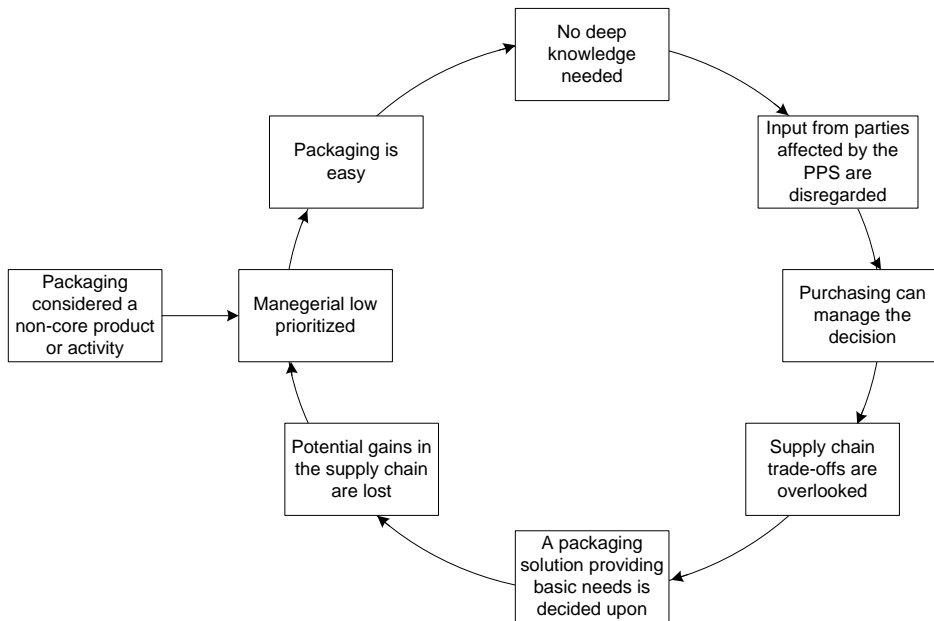 No deep
knowledge
needed
Packaging is
easy
Input from parties
affected by the
PPS are
disregarded
Packaging
considered a
non-core product
or activity
Manegerial low
prioritized
Purchasing can
manage the
decision
Potential gains in
the supply chain
are lost
Supply chain
trade-offs are
overlooked
A packaging
solution providing
basic needs is
decided upon